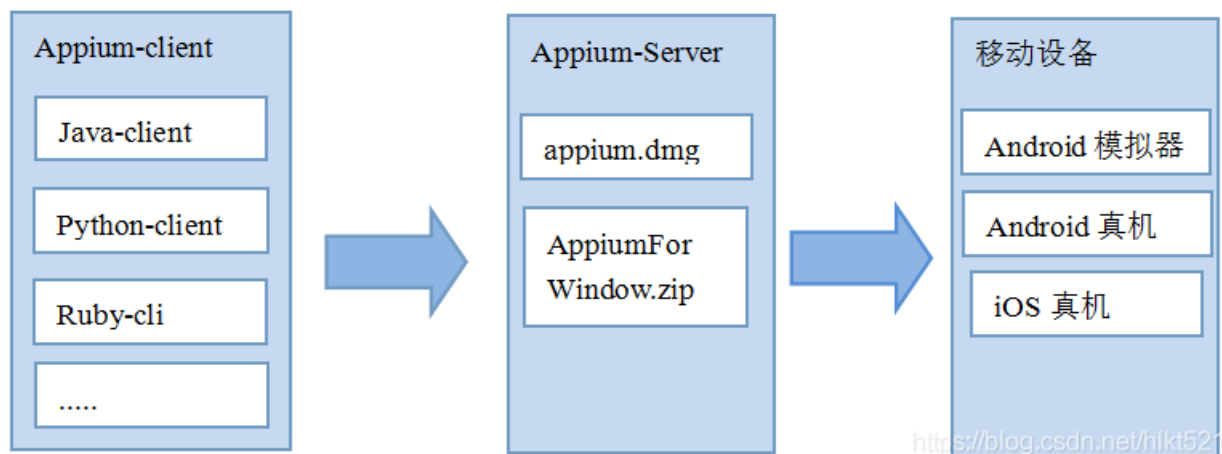 Appium-client
Java-client
Python-client
Ruby-cli
.....
Appium-Server
appium.dmg
AppiumFor
Window.zip
移动设备
Android 模拟器
Android 真机
iOS 真机
https://blog.csdn.net/hlkt521